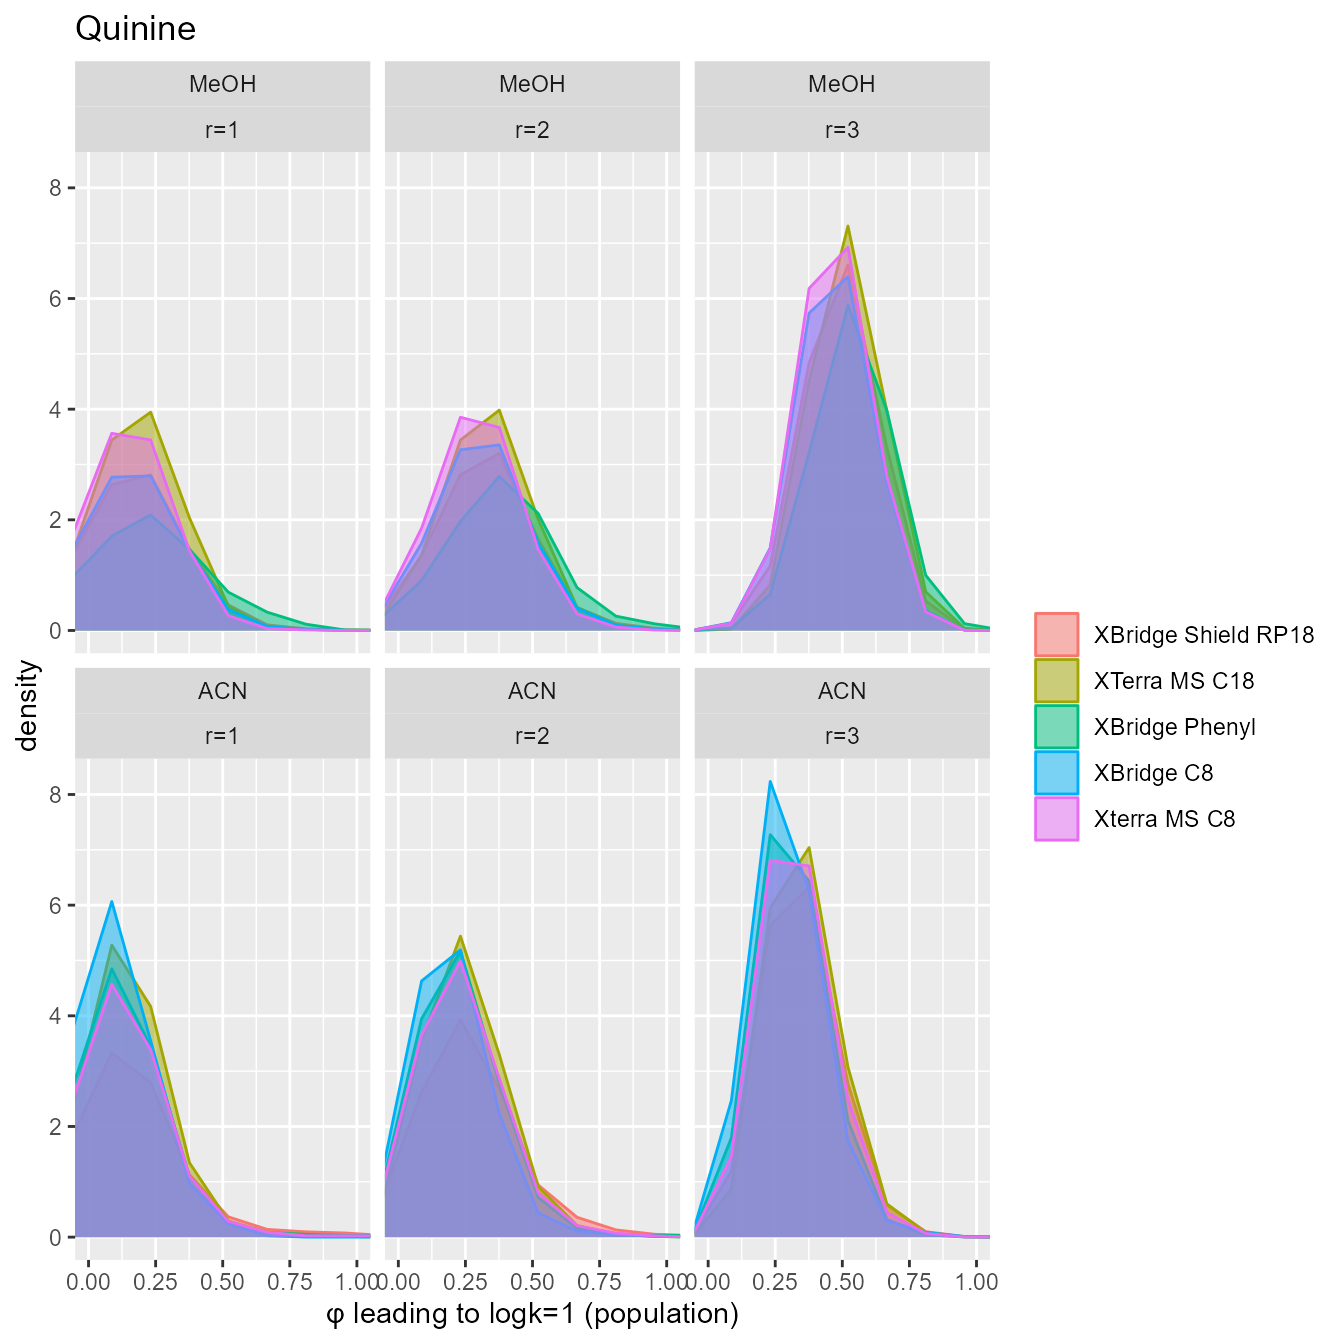 Quinine
MeOH
r=1
MeOH
r=2
MeOH
r=3
8
6
4
2
0
ACN
r=1
ACN
r=2
ACN
r=3
8
6
4
2
0
density
0.00 0.25 0.50 0.75 1.00
0.00 0.25 0.50 0.75 1.00
0.00 0.25 0.50 0.75 1.00
φ leading to logk=1 (population)
XBridge Shield RP18
XTerra MS C18
XBridge Phenyl
XBridge C8
Xterra MS C8